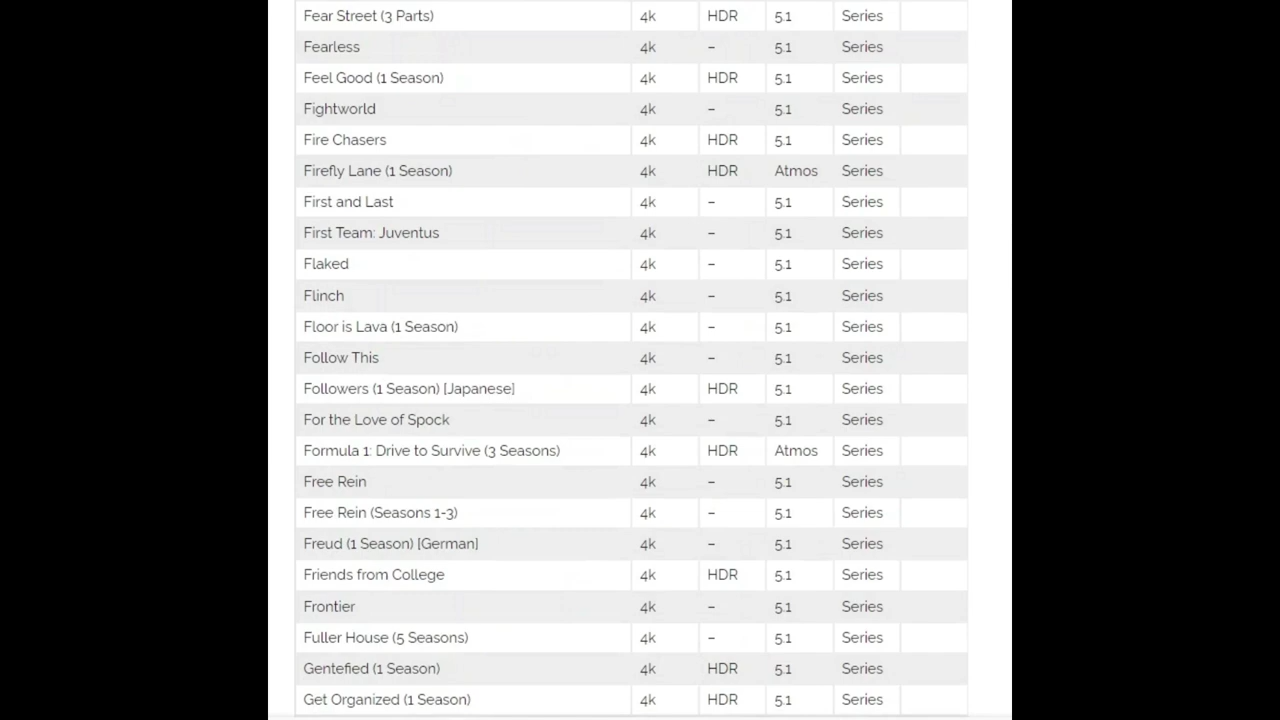 Fear Street (3 Parts) 4k HDR 5.1 Series
Fearless 4k – 5.1 Series
Feel Good (1 Season) 4k HDR 5.1 Series
Fightworld 4k – 5.1 Series
Fire Chasers 4k HDR 5.1 Series
Firefly Lane (1 Season) 4k HDR Atmos Series
First and Last 4k – 5.1 Series
First Team: Juventus 4k – 5.1 Series
Flaked 4k – 5.1 Series
Flinch 4k – 5.1 Series
Floor is Lava (1 Season) 4k – 5.1 Series
Follow This 4k – 5.1 Series
Followers (1 Season) [Japanese] 4k HDR 5.1 Series
For the Love of Spock 4k – 5.1 Series
Formula 1: Drive to Survive (3 Seasons) 4k HDR Atmos Series
Free Rein 4k – 5.1 Series
Free Rein (Seasons 1-3) 4k – 5.1 Series
Freud (1 Season) [German] 4k – 5.1 Series
Friends from College 4k HDR 5.1 Series
Frontier 4k – 5.1 Series
Fuller House (5 Seasons) 4k – 5.1 Series
Gentefied (1 Season) 4k HDR 5.1 Series
Get Organized (1 Season) 4k HDR 5.1 Series